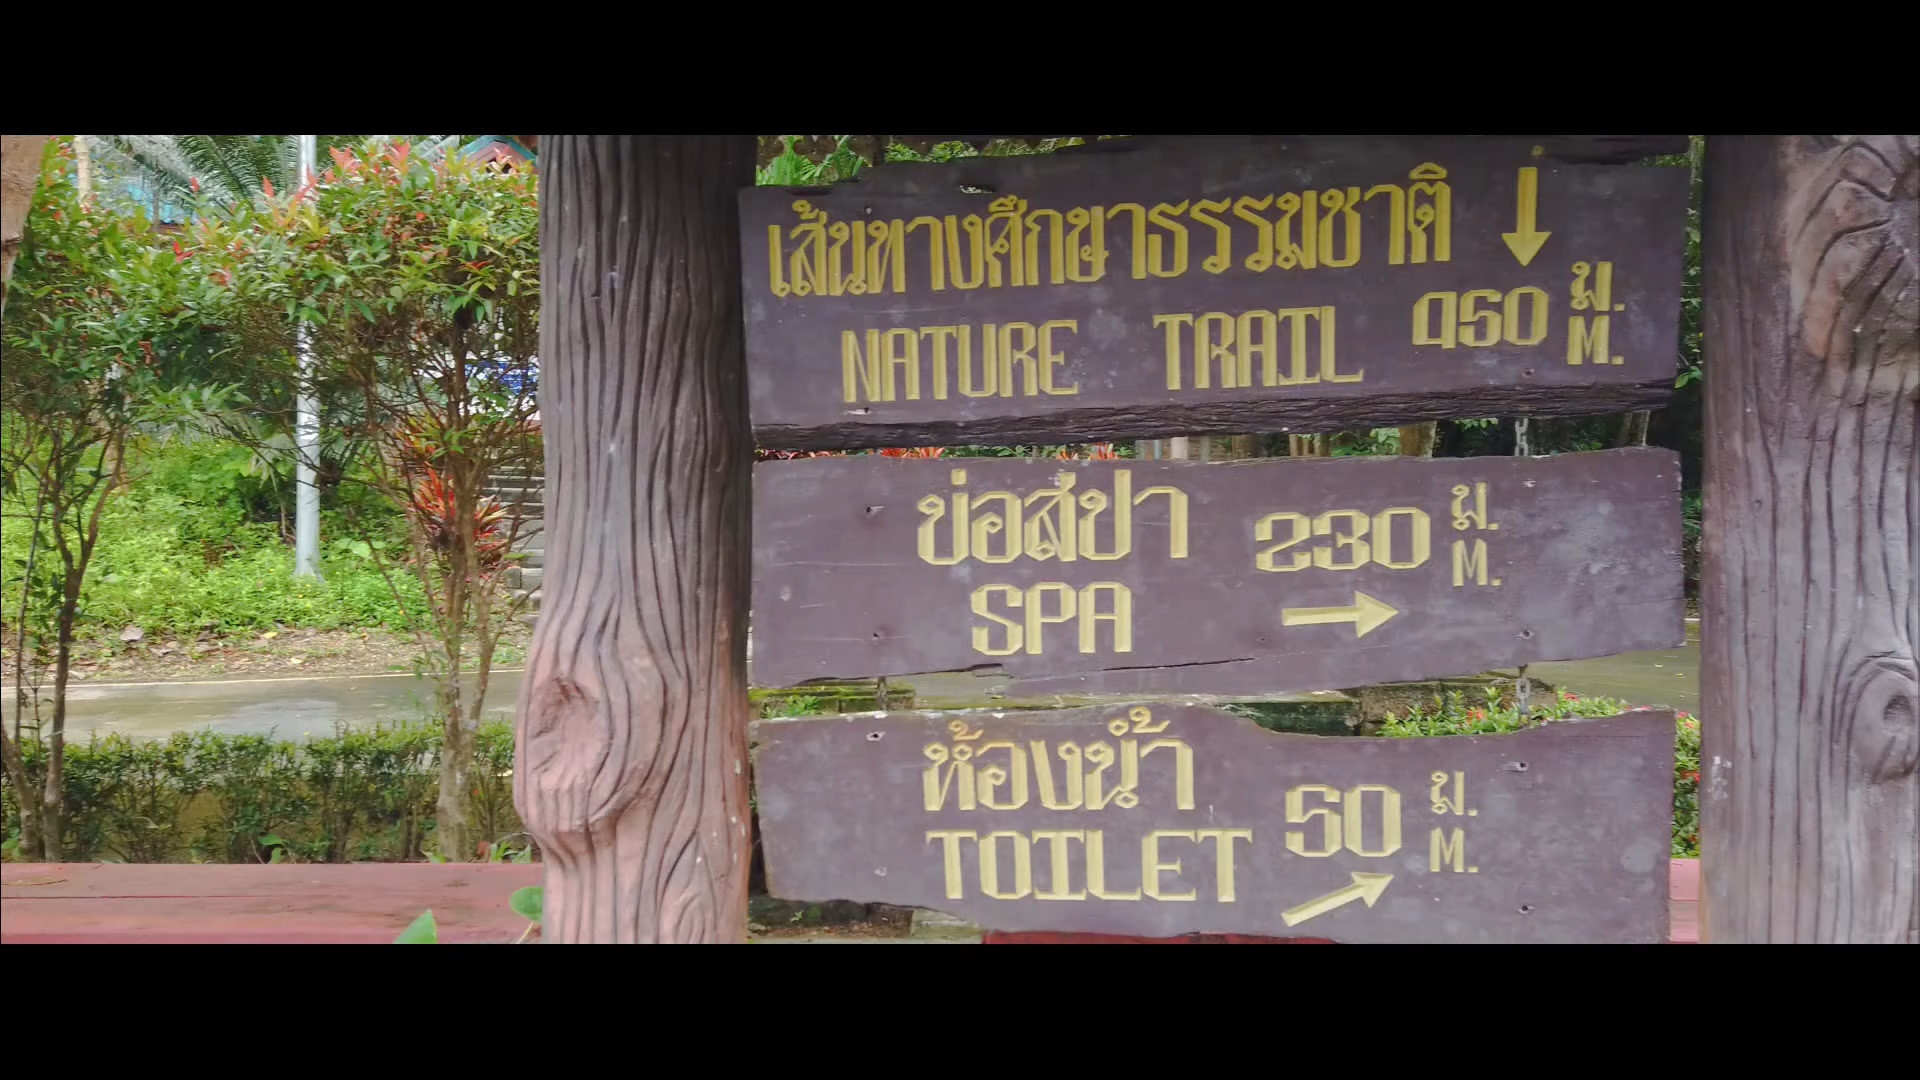 เส้นทางศึกษาธรรมชาติ ↓
NATURE TRAIL 450 ม.
M.
บ่อสปา 230 ม.
M.
SPA →
ห้องน้ำ 50 ม.
M.
TOILET ↗